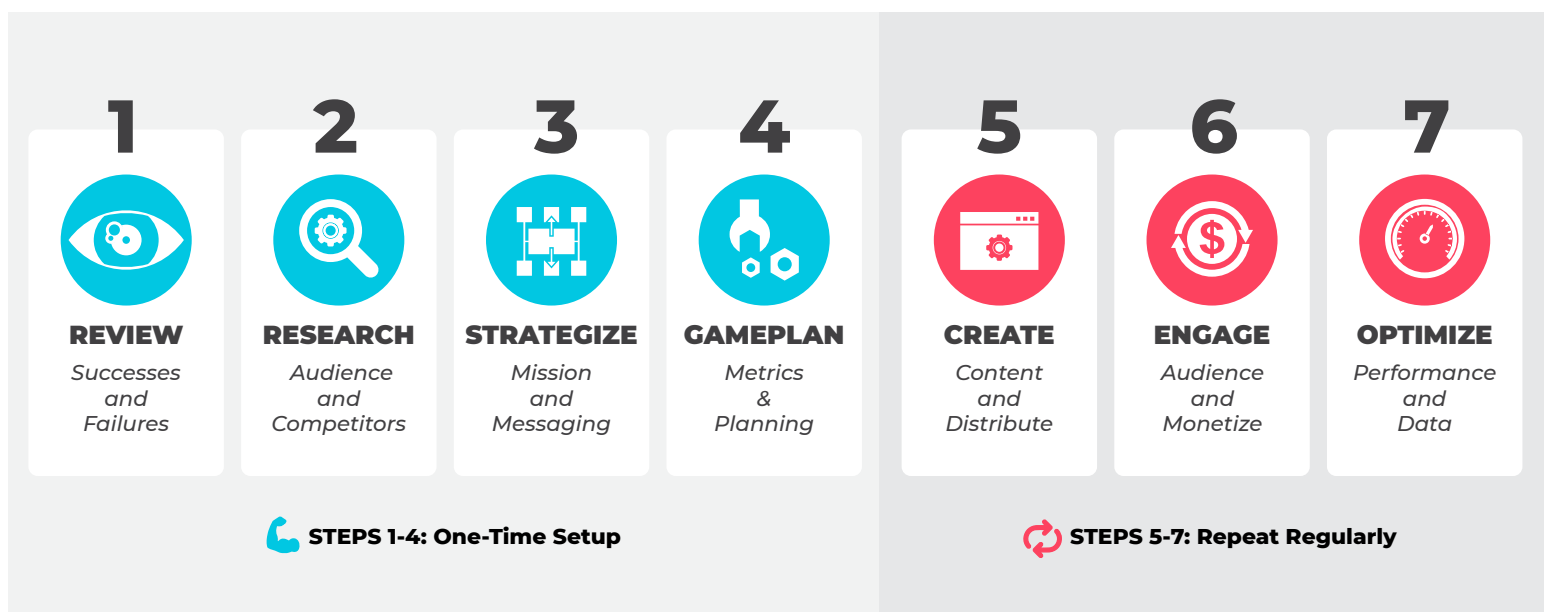 1
REVIEW
Successes
and
Failures
2
RESEARCH
Audience
and
Competitors
3
STRATEGIZE
Mission
and
Messaging
4
GAMEPLAN
Metrics
&
Planning
STEPS 1-4: One-Time Setup
5
CREATE
Content
and
Distribute
6
$
ENGAGE
Audience
and
Monetize
7
OPTIMIZE
Performance
and
Data
STEPS 5-7: Repeat Regularly